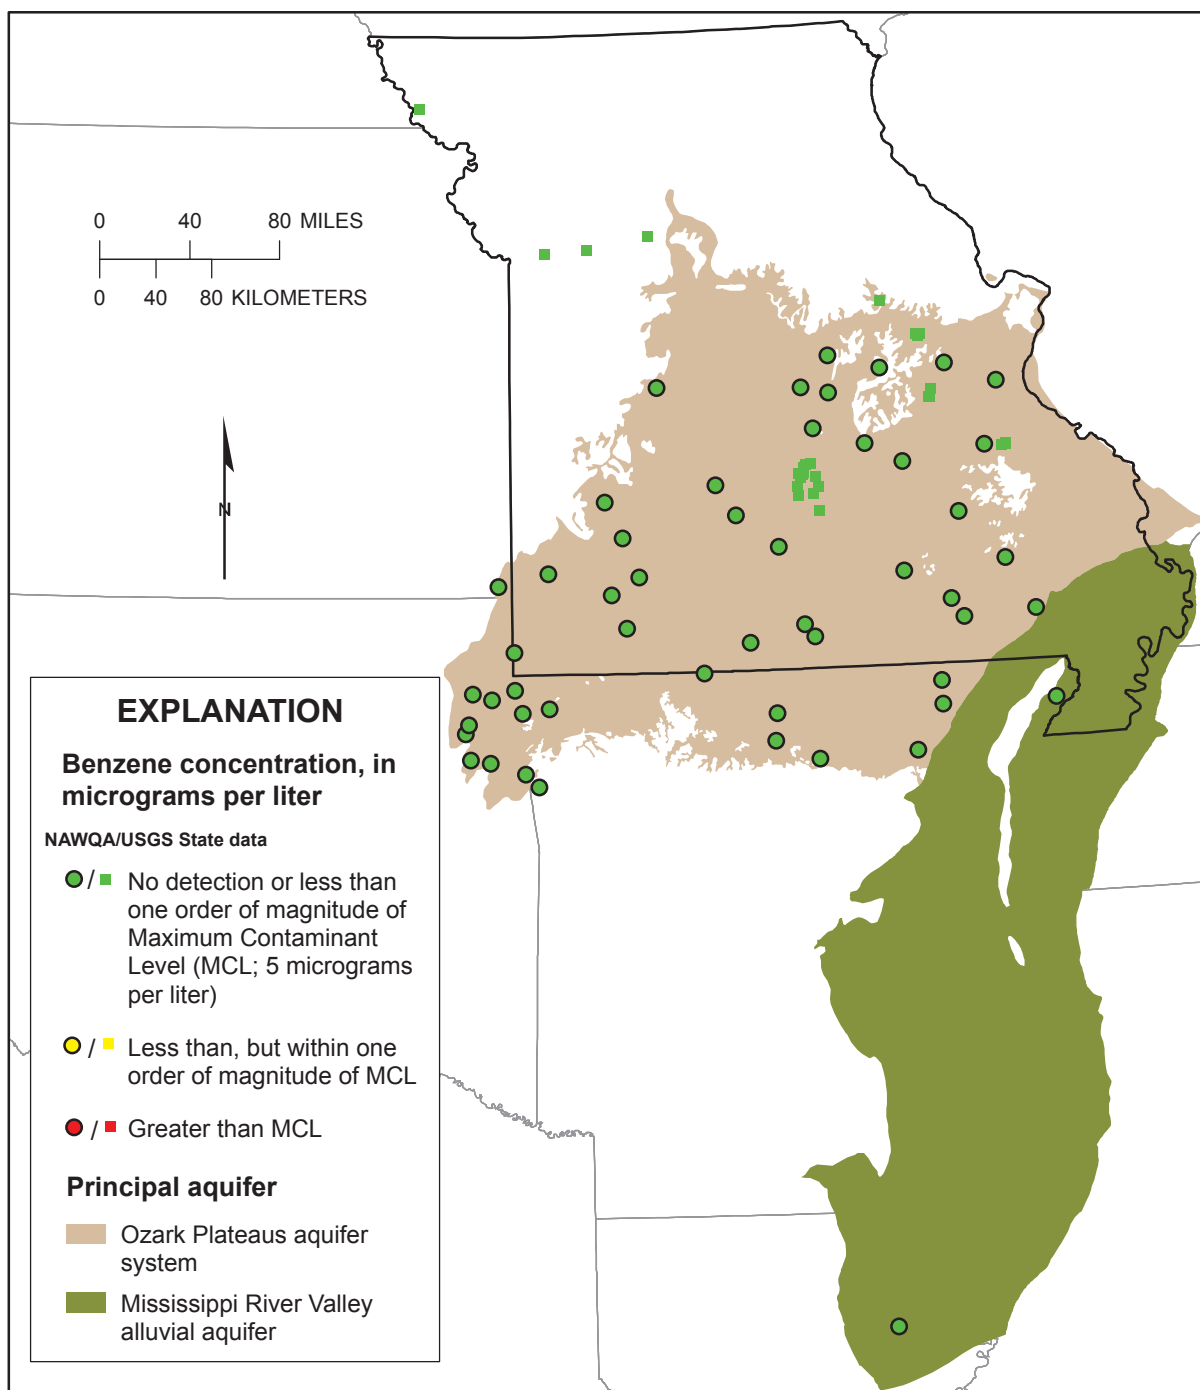 0 40 80 MILES
0 40 80 KILOMETERS
N
EXPLANATION
Benzene concentration, in
micrograms per liter
NAWQA/USGS State data
/ No detection or less than
one order of magnitude of
Maximum Contaminant
Level (MCL; 5 micrograms
per liter)
/ Less than, but within one
order of magnitude of MCL
/ Greater than MCL
Principal aquifer
Ozark Plateaus aquifer
system
Mississippi River Valley
alluvial aquifer